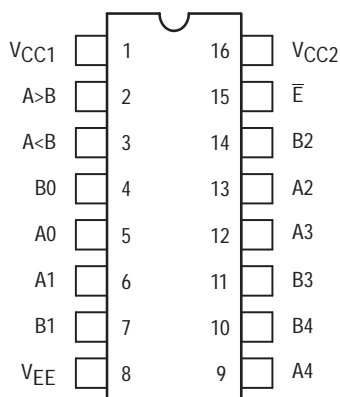 VCC1 1 16 VCC2
A>B 2 15 E̅
A<B 3 14 B2
B0 4 13 A2
A0 5 12 A3
A1 6 11 B3
B1 7 10 B4
VEE 8 9 A4